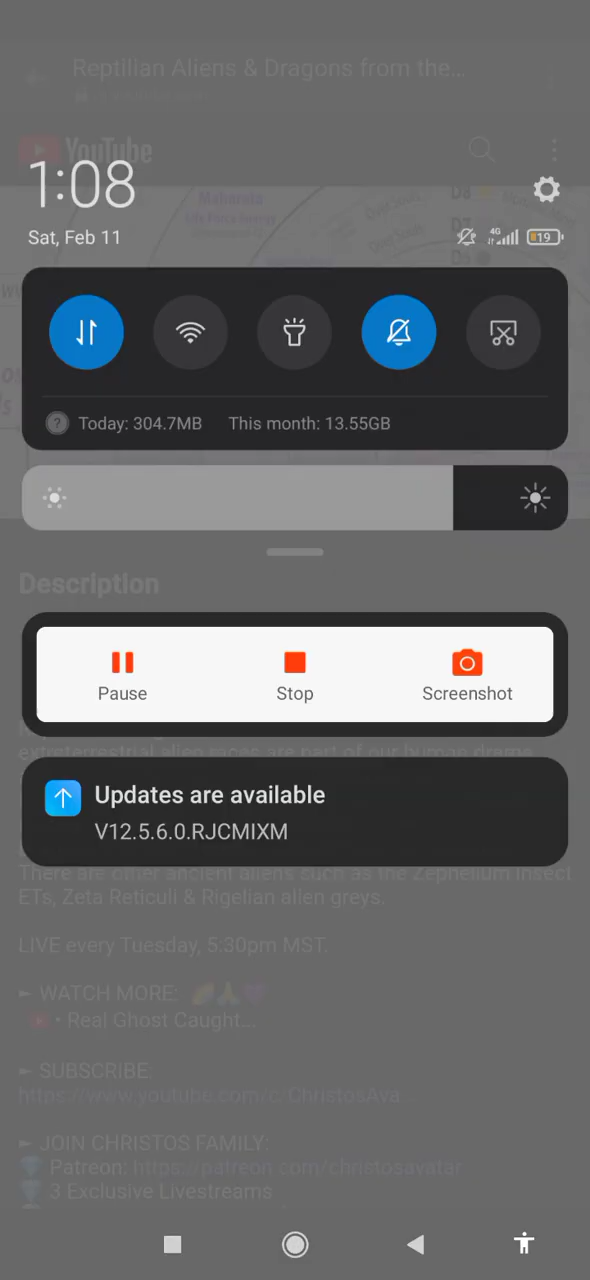 Reptilian Aliens & Dragons from the...
YouTube
1:08
Sat, Feb 11
4G
19
Today: 304.7MB This month: 13.55GB
Description
Pause
Stop
Screenshot
extraterrestrial alien races are part of our human drama
Updates are available
V12.5.6.0.RJCMIXM
There are other ancient aliens such as the Zephelium Insect
ETs, Zeta Reticuli & Rigelian alien greys.
LIVE every Tuesday, 5:30pm MST.
► WATCH MORE: 🌈🙏💜
• Real Ghost Caught...
► SUBSCRIBE:
https://www.youtube.com/c/ChristosAva...
► JOIN CHRISTOS FAMILY:
💎 Patreon: https://patreon.com/christosavatar
🏆 3 Exclusive Livestreams